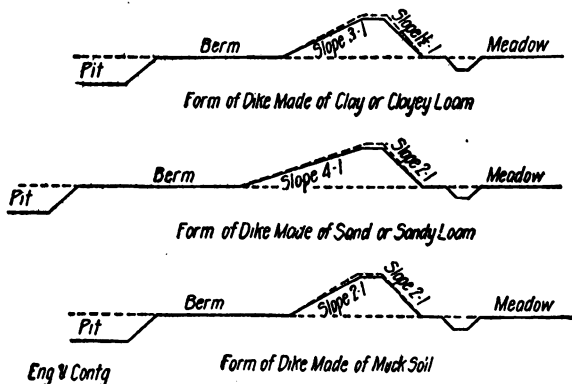 Berm Slope 3-1 Slope 1½-1 Meadow
Pit
Form of Dike Made of Clay or Clayey Loam
Berm Slope 4-1 Slope 2-1 Meadow
Pit
Form of Dike Made of Sand or Sandy Loam
Berm Slope 2-1 Slope 2-1 Meadow
Pit
Eng & Contg Form of Dike Made of Muck Soil